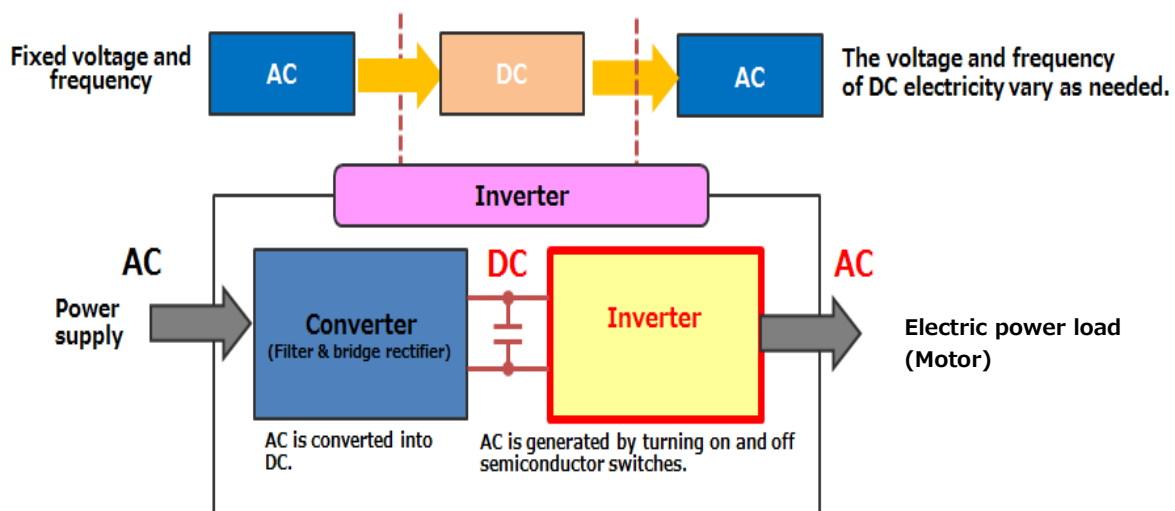 Fixed voltage and
frequency
AC
DC
AC
The voltage and frequency
of DC electricity vary as needed.
Inverter
AC
Power
supply
Converter
(Filter & bridge rectifier)
DC
Inverter
AC
Electric power load
(Motor)
AC is converted into
DC.
AC is generated by turning on and off
semiconductor switches.